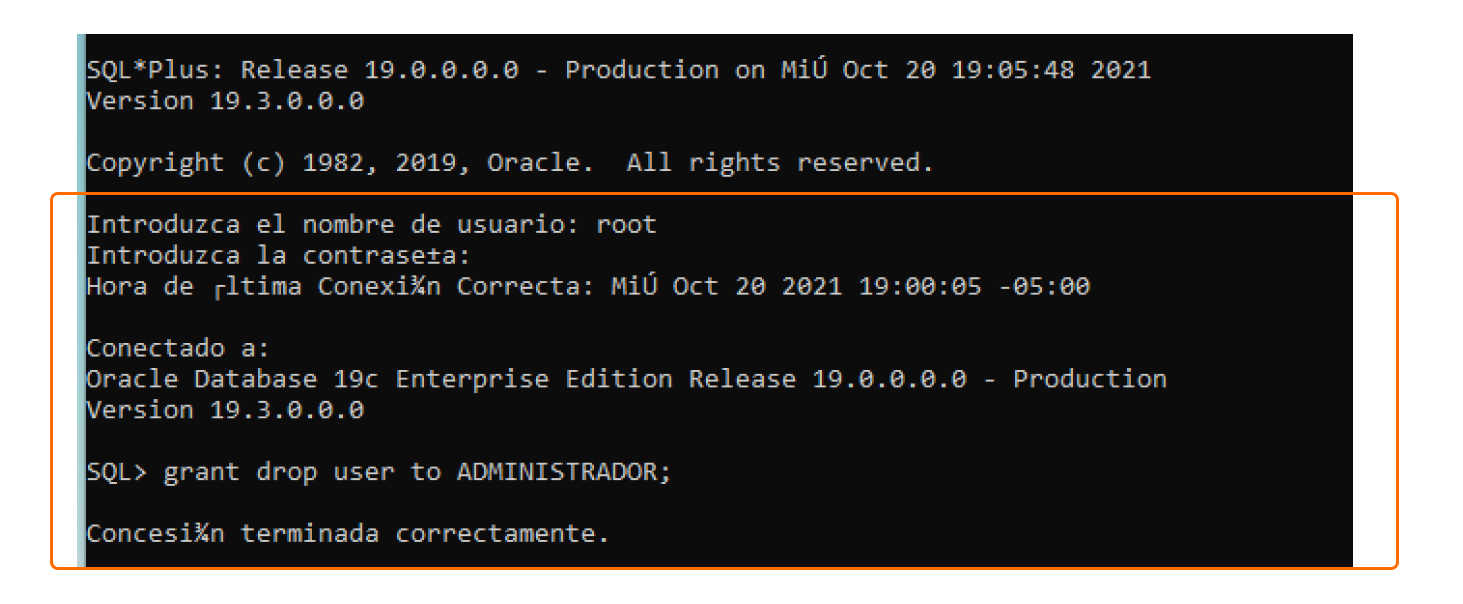 SQL*Plus: Release 19.0.0.0.0 - Production on MiÚ Oct 20 19:05:48 2021
Version 19.3.0.0.0
Copyright (c) 1982, 2019, Oracle.  All rights reserved.
Introduzca el nombre de usuario: root
Introduzca la contrase±a:
Hora de ┌ltima Conexi¾n Correcta: MiÚ Oct 20 2021 19:00:05 -05:00
Conectado a:
Oracle Database 19c Enterprise Edition Release 19.0.0.0.0 - Production
Version 19.3.0.0.0
SQL> grant drop user to ADMINISTRADOR;
Concesi¾n terminada correctamente.